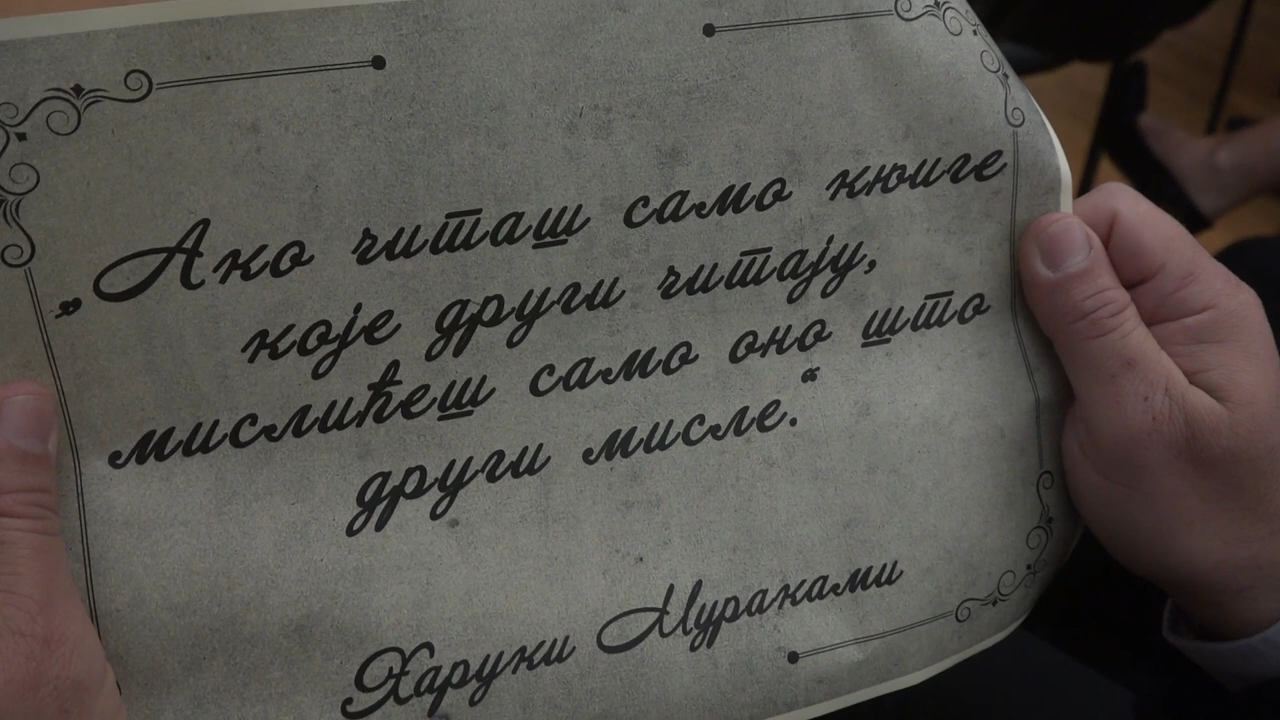 „Ако читаш само књиге
које други читају,
мислићеш само оно што
други мисле.“
Харуки Мураками